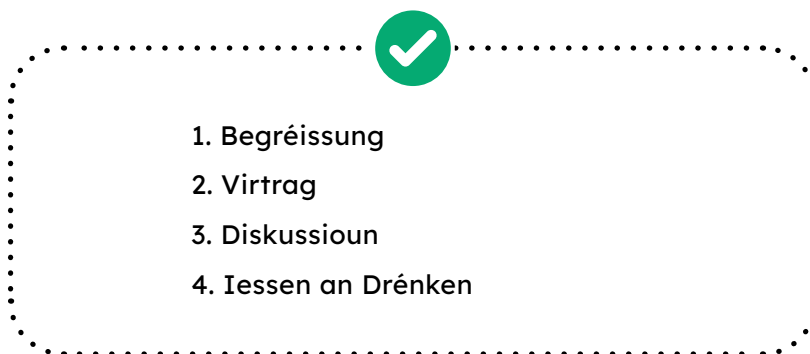 1. Begréissung
2. Virtrag
3. Diskussioun
4. Iessen an Drénken